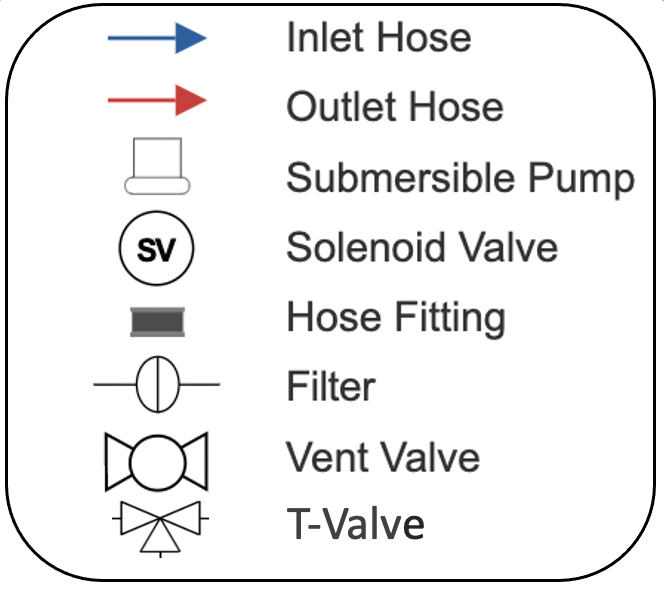 Inlet Hose
Outlet Hose
Submersible Pump
SV Solenoid Valve
Hose Fitting
Filter
Vent Valve
T-Valve